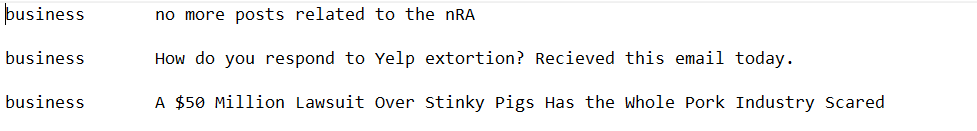 business no more posts related to the nRA
business How do you respond to Yelp extortion? Recieved this email today.
business A $50 Million Lawsuit Over Stinky Pigs Has the Whole Pork Industry Scared